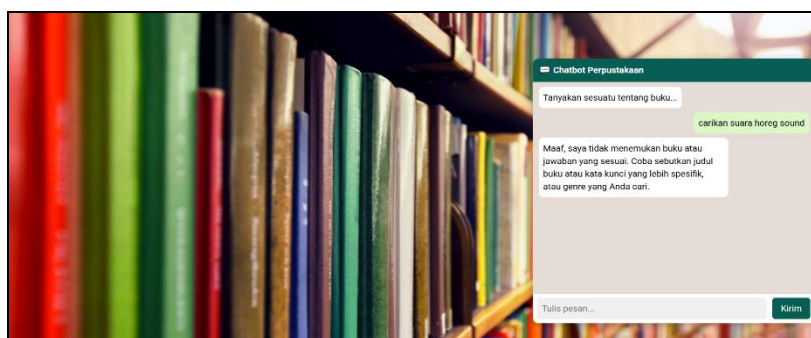 Chatbot Perpustakaan
Tanyakan sesuatu tentang buku...
carikan suara horeg sound
Maaf, saya tidak menemukan buku atau
jawaban yang sesuai. Coba sebutkan judul
buku atau kata kunci yang lebih spesifik,
atau genre yang Anda cari.
Tulis pesan...
Kirim